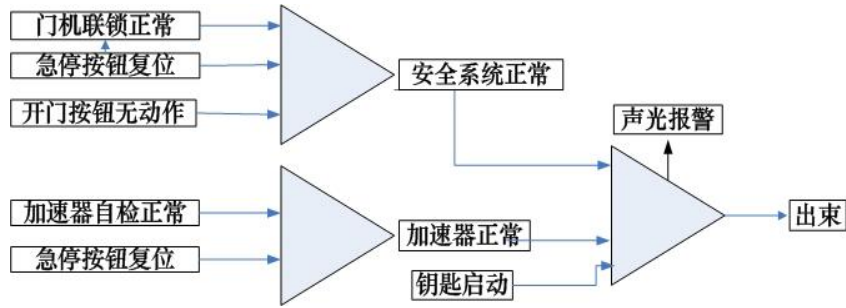 门机联锁正常
急停按钮复位
开门按钮无动作
安全系统正常
声光报警
加速器自检正常
急停按钮复位
加速器正常
钥匙启动
出束